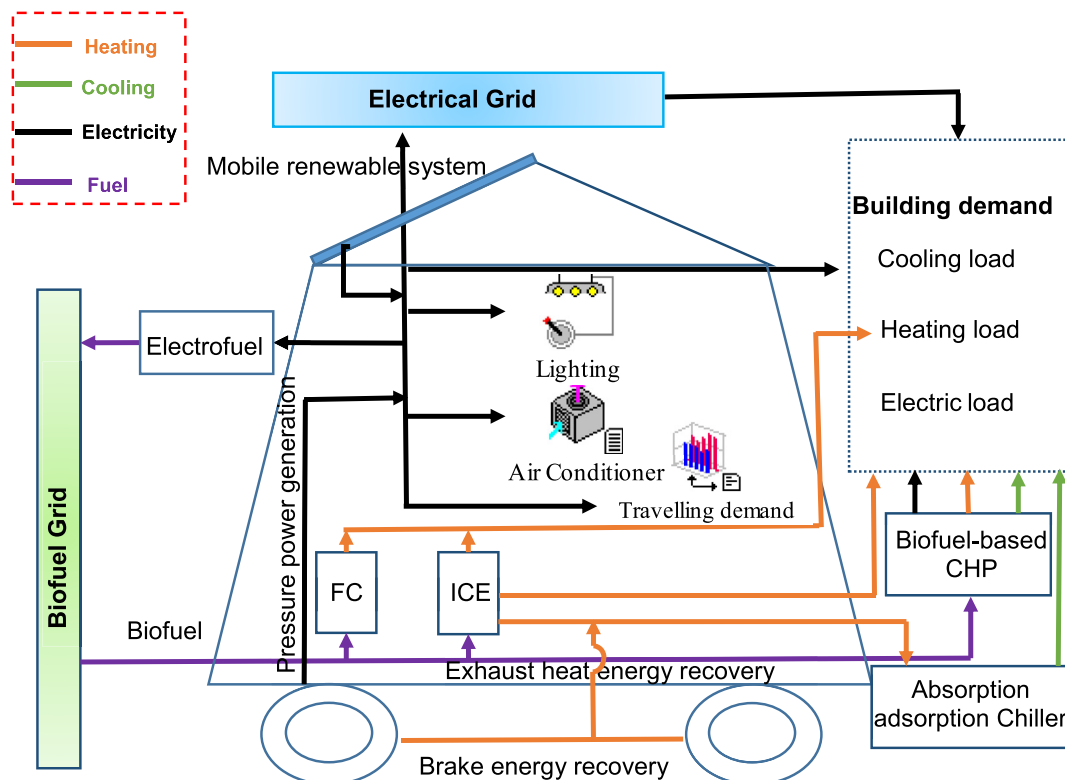 Heating
Cooling
Electricity
Fuel
Electrical Grid
Mobile renewable system
Building demand
Cooling load
Heating load
Electric load
Electrofuel
Lighting
Air Conditioner
Travelling demand
Pressure power generation
Biofuel Grid
Biofuel
FC
ICE
Biofuel-based
CHP
Exhaust heat energy recovery
Absorption
adsorption Chiller
Brake energy recovery